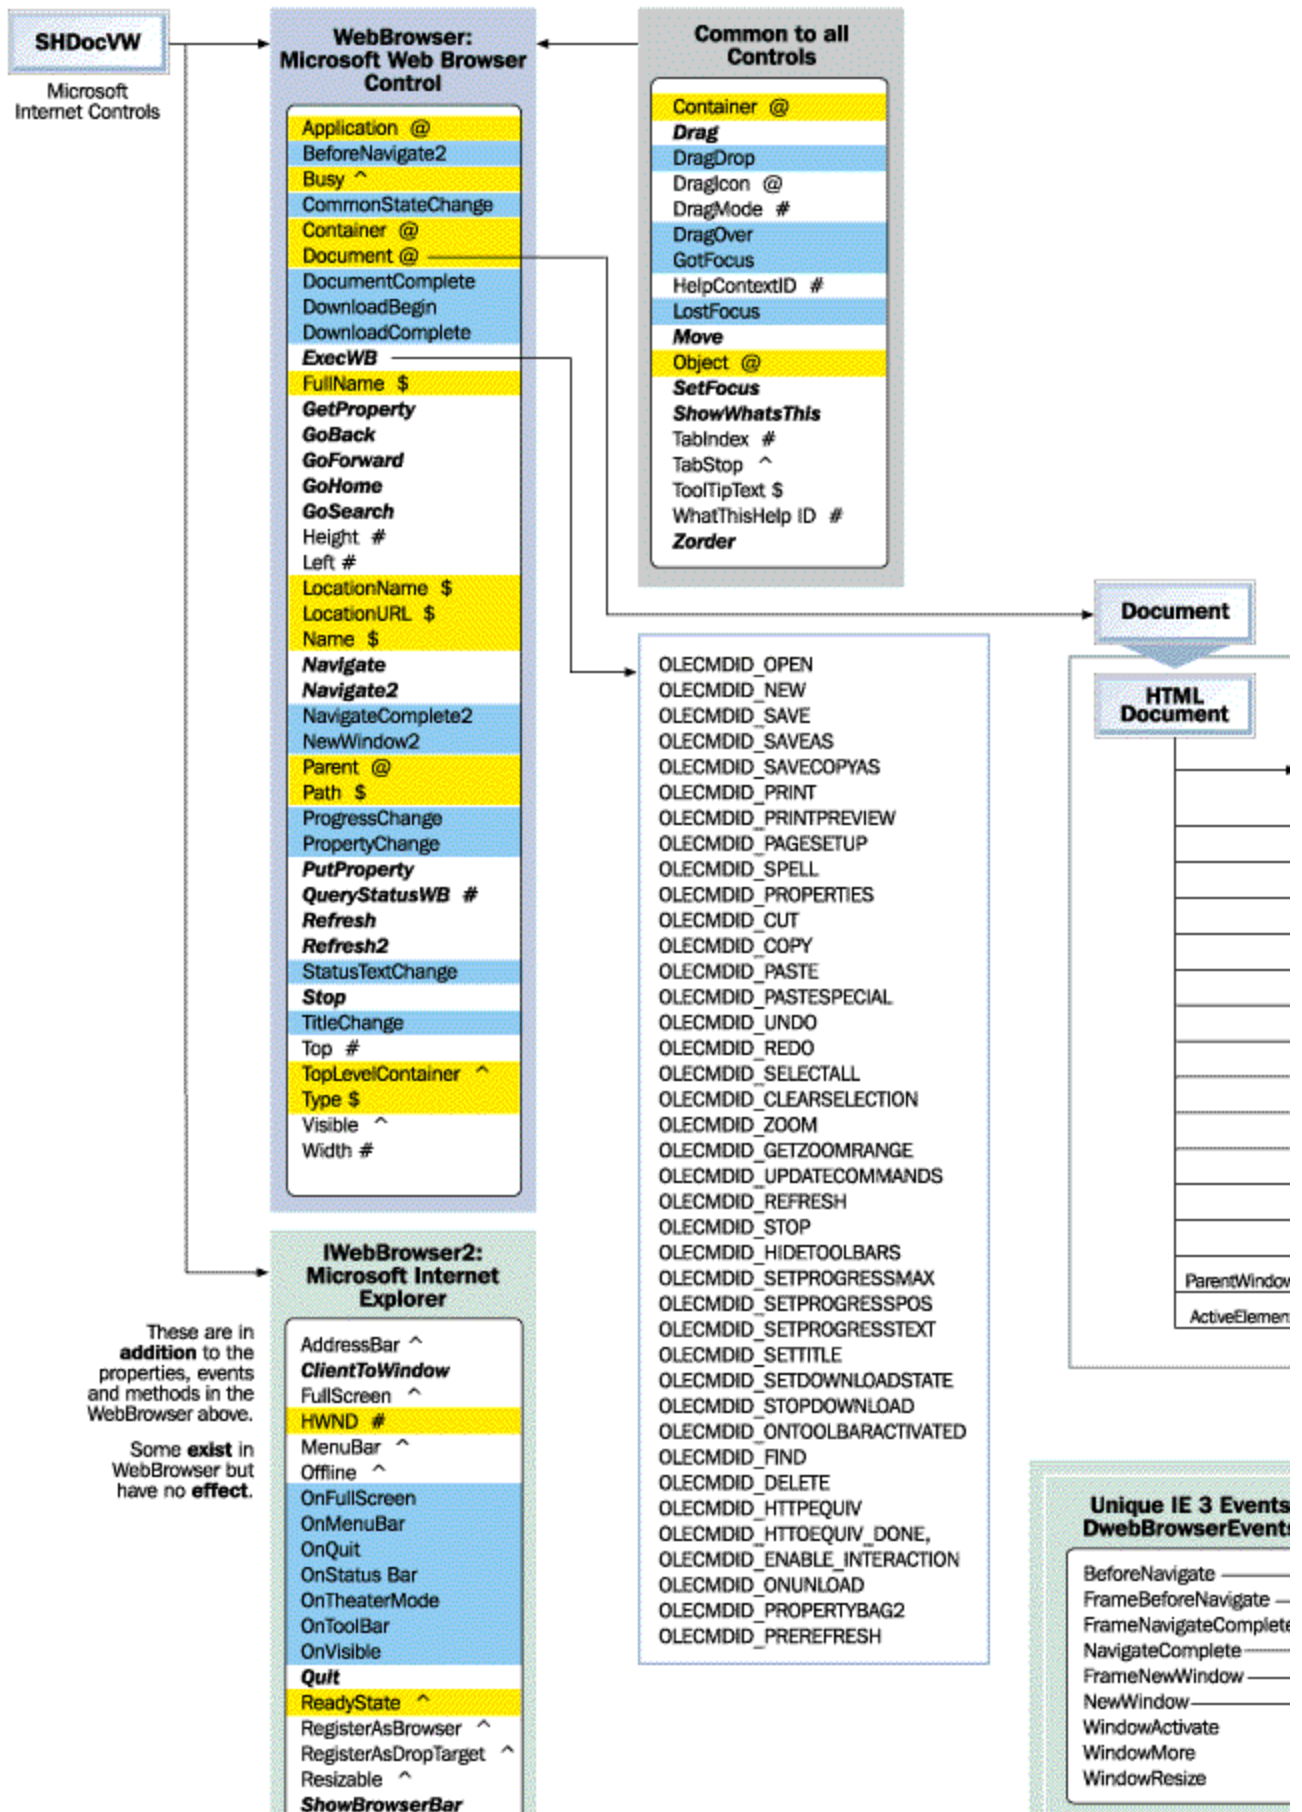 SHDocVW
Microsoft
Internet Controls
WebBrowser:
Microsoft Web Browser
Control
Application @
BeforeNavigate2
Busy ^
CommonStateChange
Container @
Document @
DocumentComplete
DownloadBegin
DownloadComplete
ExecWB
FullName $
GetProperty
GoBack
GoForward
GoHome
GoSearch
Height #
Left #
LocationName $
LocationURL $
Name $
Navigate
Navigate2
NavigateComplete2
NewWindow2
Parent @
Path $
ProgressChange
PropertyChange
PutProperty
QueryStatusWB #
Refresh
Refresh2
StatusTextChange
Stop
TitleChange
Top #
TopLevelContainer ^
Type $
Visible ^
Width #
Common to all
Controls
Container @
Drag
DragDrop
DragIcon @
DragMode #
DragOver
GotFocus
HelpContextID #
LostFocus
Move
Object @
SetFocus
ShowWhatsThis
TabIndex #
TabStop ^
ToolTipText $
WhatThisHelp ID #
Zorder
OLECMDID_OPEN
OLECMDID_NEW
OLECMDID_SAVE
OLECMDID_SAVEAS
OLECMDID_SAVECOPYAS
OLECMDID_PRINT
OLECMDID_PRINTPREVIEW
OLECMDID_PAGESETUP
OLECMDID_SPELL
OLECMDID_PROPERTIES
OLECMDID_CUT
OLECMDID_COPY
OLECMDID_PASTE
OLECMDID_PASTESPECIAL
OLECMDID_UNDO
OLECMDID_REDO
OLECMDID_SELECTALL
OLECMDID_CLEARSELECTION
OLECMDID_ZOOM
OLECMDID_GETZOOMRANGE
OLECMDID_UPDATECOMMANDS
OLECMDID_REFRESH
OLECMDID_STOP
OLECMDID_HIDETOOLBARS
OLECMDID_SETPROGRESSMAX
OLECMDID_SETPROGRESSPOS
OLECMDID_SETPROGRESSTEXT
OLECMDID_SETTITLE
OLECMDID_SETDOWNLOADSTATE
OLECMDID_STOPDOWNLOAD
OLECMDID_ONTOOLBARACTIVATED
OLECMDID_FIND
OLECMDID_DELETE
OLECMDID_HTTPEQUIV
OLECMDID_HTTOEQUIV_DONE,
OLECMDID_ENABLE_INTERACTION
OLECMDID_ONUNLOAD
OLECMDID_PROPERTYBAG2
OLECMDID_PREREFRESH
Document
HTML
Document
ParentWindow
ActiveElement
These are in
addition to the
properties, events
and methods in the
WebBrowser above.
Some exist in
WebBrowser but
have no effect.
IWebBrowser2:
Microsoft Internet
Explorer
AddressBar ^
ClientToWindow
FullScreen ^
HWND #
MenuBar ^
Offline ^
OnFullScreen
OnMenuBar
OnQuit
OnStatus Bar
OnTheaterMode
OnToolBar
OnVisible
Quit
ReadyState ^
RegisterAsBrowser ^
RegisterAsDropTarget ^
Resizable ^
ShowBrowserBar
Unique IE 3 Events
DwebBrowserEvents
BeforeNavigate
FrameBeforeNavigate
FrameNavigateComplete
NavigateComplete
FrameNewWindow
NewWindow
WindowActivate
WindowMore
WindowResize